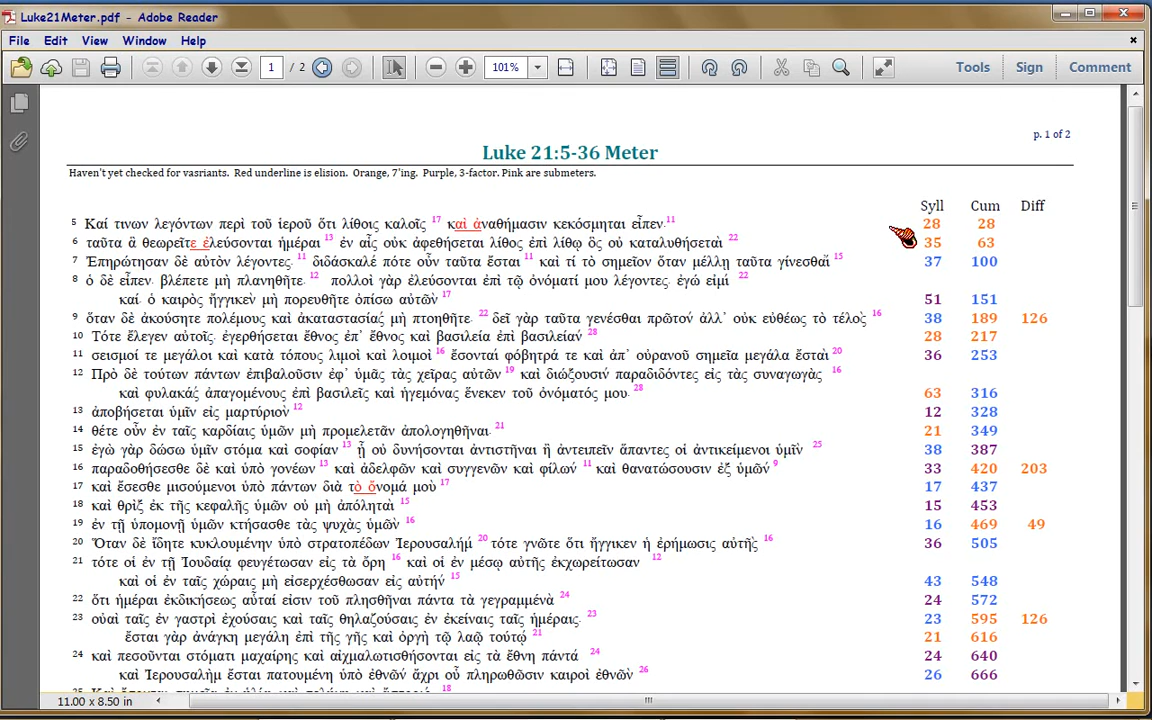 Luke21Meter.pdf - Adobe Reader
File Edit View Window Help
1 / 2 101% Tools Sign Comment
p. 1 of 2
Luke 21:5-36 Meter
Haven't yet checked for vasriants. Red underline is elision. Orange, 7'ing. Purple, 3-factor. Pink are submeters.
Syll Cum Diff
5 Καί τινων λεγόντων περὶ τοῦ ἱεροῦ ὅτι λίθοις καλοῖς 17 καὶ ἀναθήμασιν κεκόσμηται εἶπεν. 11 28 28
6 ταῦτα ἃ θεωρεῖτε ἐλεύσονται ἡμέραι 13 ἐν αἷς οὐκ ἀφεθήσεται λίθος ἐπὶ λίθῳ ὃς οὐ καταλυθήσεται 22 35 63
7 Ἐπηρώτησαν δὲ αὐτὸν λέγοντες. 11 διδάσκαλέ πότε οὖν ταῦτα ἔσται 11 καὶ τί τὸ σημεῖον ὅταν μέλλῃ ταῦτα γίνεσθαι 15 37 100
8 ὁ δὲ εἶπεν. βλέπετε μὴ πλανηθῆτε. 12 πολλοὶ γὰρ ἐλεύσονται ἐπὶ τῷ ὀνόματί μου λέγοντες. ἐγώ εἰμί 22
καί. ὁ καιρὸς ἤγγικεν μὴ πορευθῆτε ὀπίσω αὐτῶν 17 51 151
9 ὅταν δὲ ἀκούσητε πολέμους καὶ ἀκαταστασίας μὴ πτοηθῆτε. 22 δεῖ γὰρ ταῦτα γενέσθαι πρῶτον ἀλλ᾽ οὐκ εὐθέως τὸ τέλος 16 38 189 126
10 Τότε ἔλεγεν αὐτοῖς. ἐγερθήσεται ἔθνος ἐπ᾽ ἔθνος καὶ βασιλεία ἐπὶ βασιλείαν 28 28 217
11 σεισμοί τε μεγάλοι καὶ κατὰ τόπους λιμοὶ καὶ λοιμοὶ 16 ἔσονταί φόβητρά τε καὶ ἀπ᾽ οὐρανοῦ σημεῖα μεγάλα ἔσται 20 36 253
12 Πρὸ δὲ τούτων πάντων ἐπιβαλοῦσιν ἐφ᾽ ὑμᾶς τὰς χεῖρας αὐτῶν 19 καὶ διώξουσιν παραδιδόντες εἰς τὰς συναγωγὰς 16
καὶ φυλακάς ἀπαγομένους ἐπὶ βασιλεῖς καὶ ἡγεμόνας ἕνεκεν τοῦ ὀνόματός μου. 28 63 316
13 ἀποβήσεται ὑμῖν εἰς μαρτύριον 12 12 328
14 θέτε οὖν ἐν ταῖς καρδίαις ὑμῶν μὴ προμελετᾶν ἀπολογηθῆναι. 21 21 349
15 ἐγὼ γὰρ δώσω ὑμῖν στόμα καὶ σοφίαν 13 ᾗ οὐ δυνήσονται ἀντιστῆναι ἢ ἀντειπεῖν ἅπαντες οἱ ἀντικείμενοι ὑμῖν 25 38 387
16 παραδοθήσεσθε δὲ καὶ ὑπὸ γονέων 13 καὶ ἀδελφῶν καὶ συγγενῶν καὶ φίλων 11 καὶ θανατώσουσιν ἐξ ὑμῶν 9 33 420 203
17 καὶ ἔσεσθε μισούμενοι ὑπὸ πάντων διὰ τὸ ὄνομά μου 17 17 437
18 καὶ θρὶξ ἐκ τῆς κεφαλῆς ὑμῶν οὐ μὴ ἀπόληται 15 15 453
19 ἐν τῇ ὑπομονῇ ὑμῶν κτήσασθε τὰς ψυχὰς ὑμῶν 16 16 469 49
20 Ὅταν δὲ ἴδητε κυκλουμένην ὑπὸ στρατοπέδων Ἰερουσαλήμ 20 τότε γνῶτε ὅτι ἤγγικεν ἡ ἐρήμωσις αὐτῆς 16 36 505
21 τότε οἱ ἐν τῇ Ἰουδαίᾳ φευγέτωσαν εἰς τὰ ὄρη 16 καὶ οἱ ἐν μέσῳ αὐτῆς ἐκχωρείτωσαν 12
καὶ οἱ ἐν ταῖς χώραις μὴ εἰσερχέσθωσαν εἰς αὐτήν 15 43 548
22 ὅτι ἡμέραι ἐκδικήσεως αὗταί εἰσιν τοῦ πλησθῆναι πάντα τὰ γεγραμμένα 24 24 572
23 οὐαὶ ταῖς ἐν γαστρὶ ἐχούσαις καὶ ταῖς θηλαζούσαις ἐν ἐκείναις ταῖς ἡμέραις. 23 23 595 126
ἔσται γὰρ ἀνάγκη μεγάλη ἐπὶ τῆς γῆς καὶ ὀργὴ τῷ λαῷ τούτῳ 21 21 616
24 καὶ πεσοῦνται στόματι μαχαίρης καὶ αἰχμαλωτισθήσονται εἰς τὰ ἔθνη πάντά 24 24 640
καὶ Ἰερουσαλὴμ ἔσται πατουμένη ὑπὸ ἐθνῶν ἄχρι οὗ πληρωθῶσιν καιροὶ ἐθνῶν 26 26 666
11.00 x 8.50 in